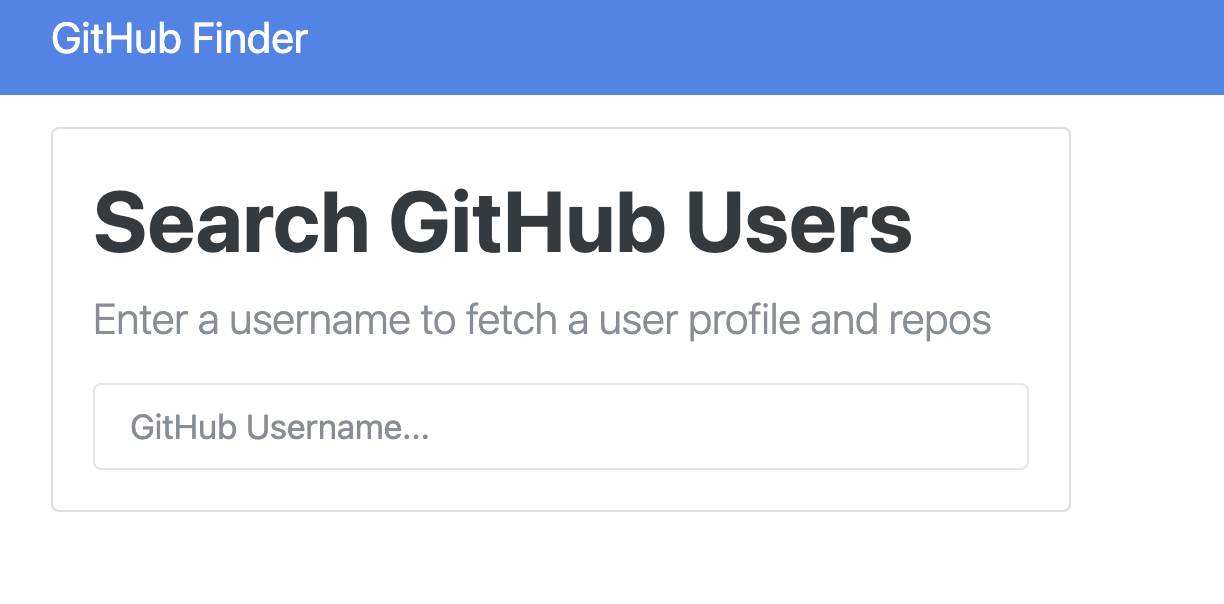 GitHub Finder
Search GitHub Users
Enter a username to fetch a user profile and repos
GitHub Username...